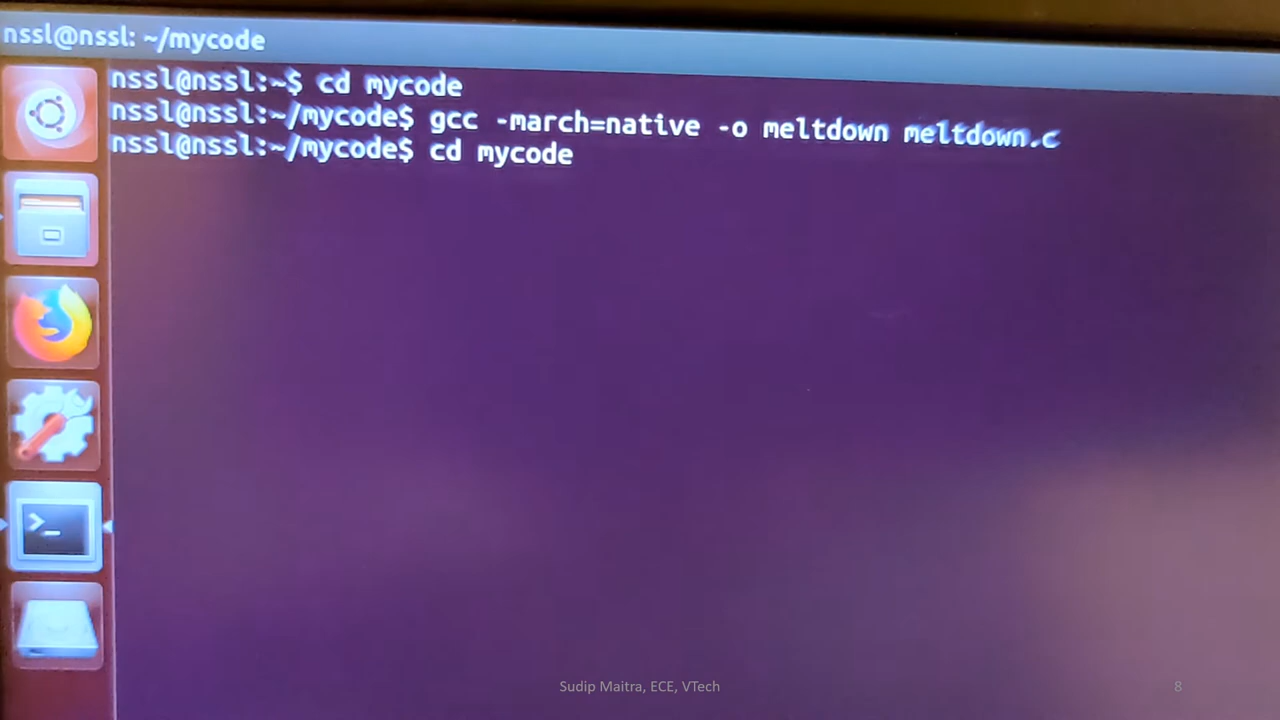 nssl@nssl: ~/mycode
nssl@nssl:~$ cd mycode
nssl@nssl:~/mycode$ gcc -march=native -o meltdown meltdown.c
nssl@nssl:~/mycode$ cd mycode
>_
Sudip Maitra, ECE, VTech
8